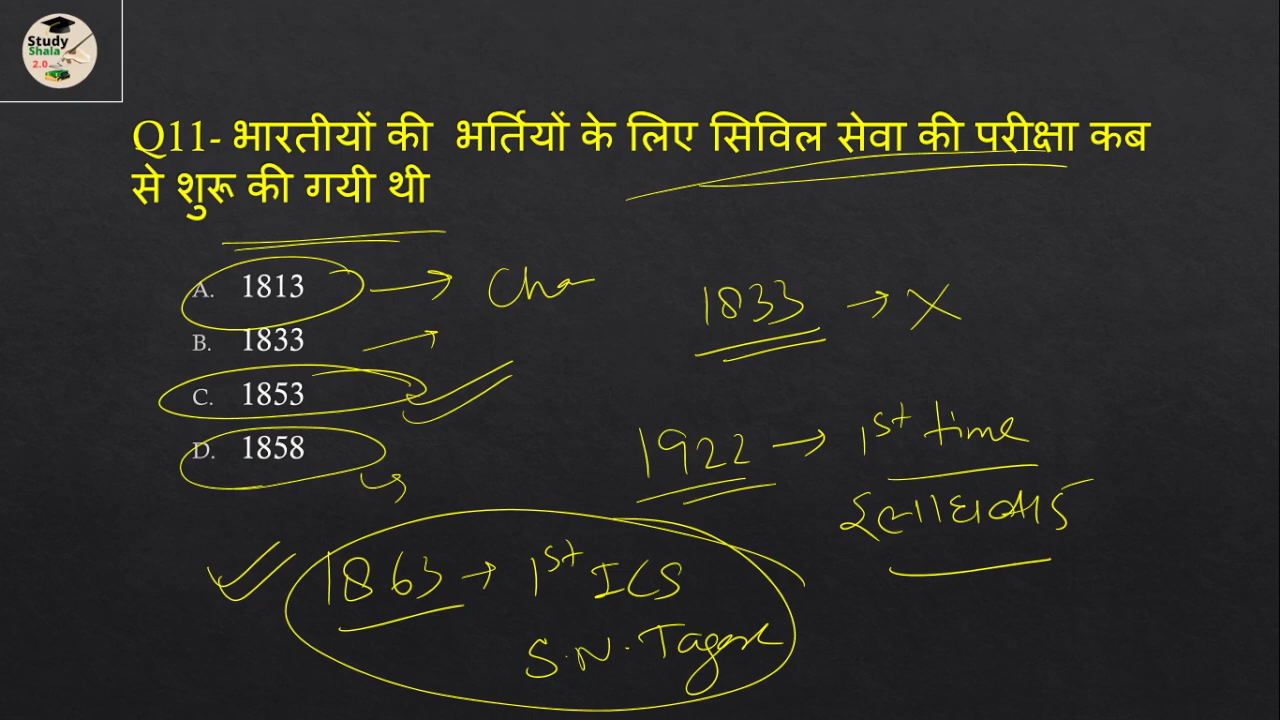 Study
Shala
2.0
Q11- भारतीयों की भर्तियों के लिए सिविल सेवा की परीक्षा कब
से शुरू की गयी थी
A. 1813
Cha
1833 → X
B. 1833
C. 1853
1922 → 1st time
D. 1858
1863 → 1st ICS
S.N. Tagore